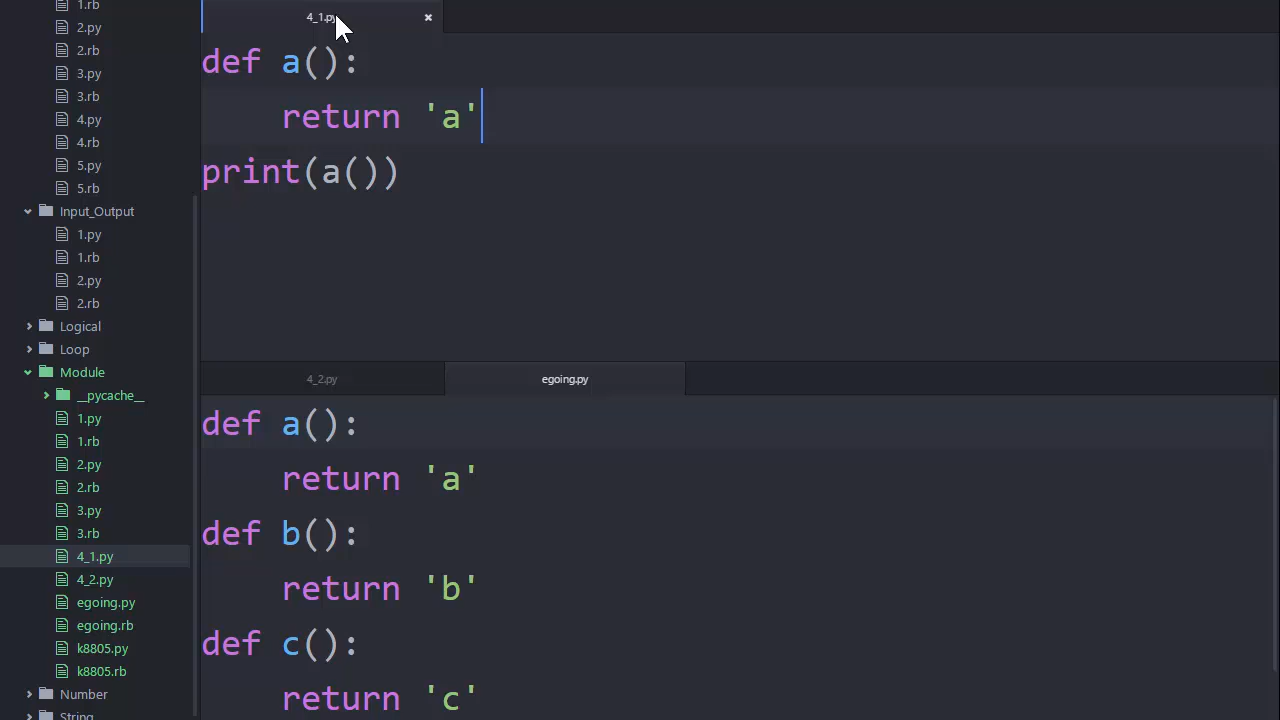 1.rb
2.py
2.rb
3.py
3.rb
4.py
4.rb
5.py
5.rb
Input_Output
1.py
1.rb
2.py
2.rb
Logical
Loop
Module
__pycache__
1.py
1.rb
2.py
2.rb
3.py
3.rb
4_1.py
4_2.py
egoing.py
egoing.rb
k8805.py
k8805.rb
Number
String
4_1.py
def a():
    return 'a'
print(a())
4_2.py egoing.py
def a():
    return 'a'
def b():
    return 'b'
def c():
    return 'c'